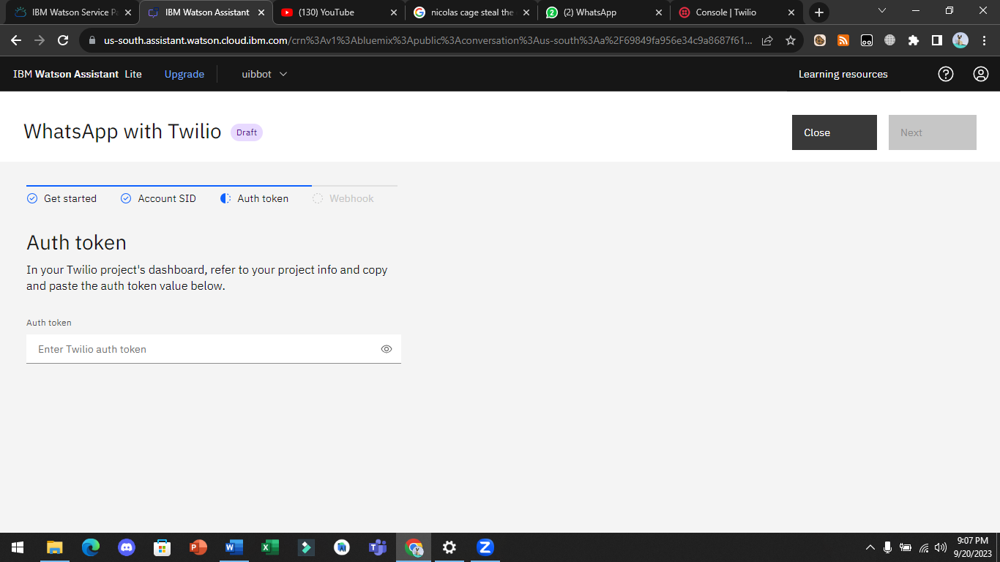 IBM Watson Service Pa
IBM Watson Assistant
(130) YouTube
nicolas cage steal the
(2) WhatsApp
Console | Twilio
us-south.assistant.watson.cloud.ibm.com/crn%3Av1%3Abluemix%3Apublic%3Aconversation%3Aus-south%3Aa%2F69849fa956e34c9a8687f61...
IBM Watson Assistant Lite
Upgrade
uibbot
Learning resources
WhatsApp with Twilio
Draft
Close
Next
Get started
Account SID
Auth token
Webhook
Auth token
In your Twilio project's dashboard, refer to your project info and copy
and paste the auth token value below.
Auth token
Enter Twilio auth token
9:07 PM
9/20/2023